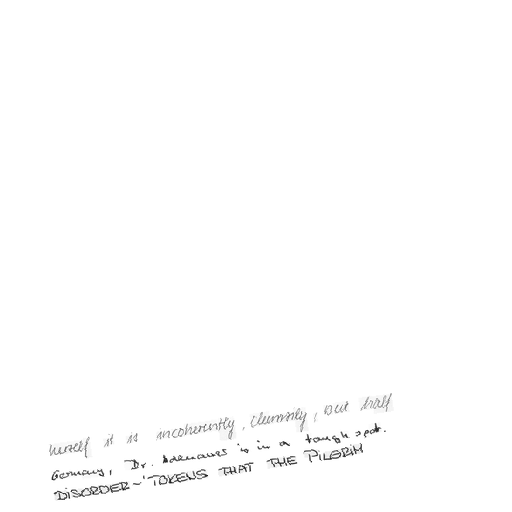 herself it is incoherently, clumsily, but half
Germany, Dr. Adenauer is in a tough spot.
DISORDER-'TOKENS THAT THE PILGRIM